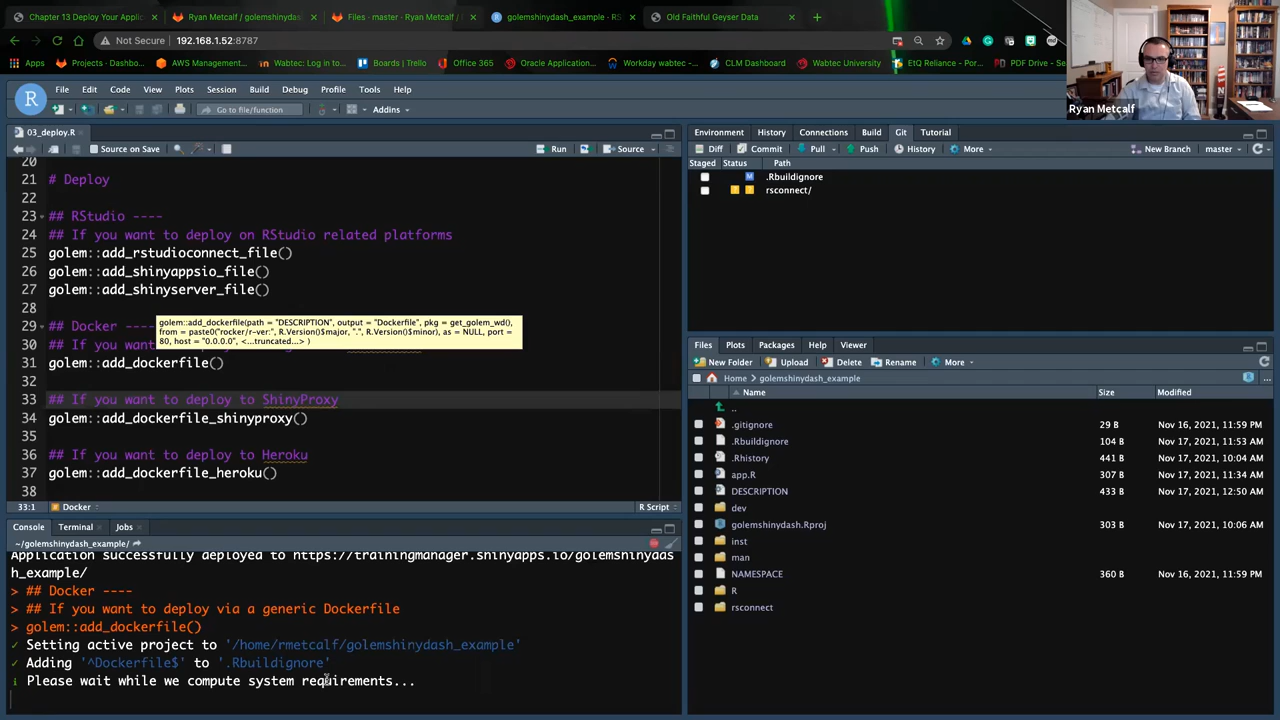 Chapter 13 Deploy Your Applic
Ryan Metcalf / golemshinydash
Files · master · Ryan Metcalf /
golemshinydash_example - RS
Old Faithful Geyser Data
Not Secure
192.168.1.52:8787
Apps
Projects · Dashbo...
AWS Management...
Wabtec: Log in to...
Boards | Trello
Office 365
Oracle Application...
Workday wabtec -...
CLM Dashboard
Wabtec University
EtQ Reliance - Pro...
PDF Drive - Se
Ryan Metcalf
R
File Edit Code View Plots Session Build Debug Profile Tools Help
Go to file/function
Addins
03_deploy.R
Source on Save
Run
Source
20
21 # Deploy
22
23 ## RStudio ----
24 ## If you want to deploy on RStudio related platforms
25 golem::add_rstudioconnect_file()
26 golem::add_shinyappsio_file()
27 golem::add_shinyserver_file()
28
29 ## Docker ----
golem::add_dockerfile(path = "DESCRIPTION", output = "Dockerfile", pkg = get_golem_wd(),
from = paste0("rocker/r-ver:", R.Version()$major, ".", R.Version()$minor), as = NULL, port =
80, host = "0.0.0.0", <...truncated...> )
30 ## If you
31 golem::add_dockerfile()
32
33 ## If you want to deploy to ShinyProxy
34 golem::add_dockerfile_shinyproxy()
35
36 ## If you want to deploy to Heroku
37 golem::add_dockerfile_heroku()
38
33:1
Docker
R Script
Console Terminal Jobs
~/golemshinydash_example/
Application successfully deployed to https://trainingmanager.shinyapps.io/golemshinydas
h_example/
> ## Docker ----
> ## If you want to deploy via a generic Dockerfile
> golem::add_dockerfile()
✓ Setting active project to '/home/rmetcalf/golemshinydash_example'
✓ Adding '^Dockerfile$' to '.Rbuildignore'
i Please wait while we compute system requirements...
Environment History Connections Build Git Tutorial
Diff Commit Pull Push History More
New Branch master
Staged Status Path
M .Rbuildignore
? ? rsconnect/
Files Plots Packages Help Viewer
New Folder Upload Delete Rename More
Home golemshinydash_example
Name Size Modified
..
.gitignore 29 B Nov 16, 2021, 11:59 PM
.Rbuildignore 104 B Nov 17, 2021, 11:53 AM
.Rhistory 441 B Nov 17, 2021, 10:04 AM
app.R 307 B Nov 17, 2021, 11:34 AM
DESCRIPTION 433 B Nov 17, 2021, 12:50 AM
dev
golemshinydash.Rproj 303 B Nov 17, 2021, 10:06 AM
inst
man
NAMESPACE 360 B Nov 16, 2021, 11:59 PM
R
rsconnect